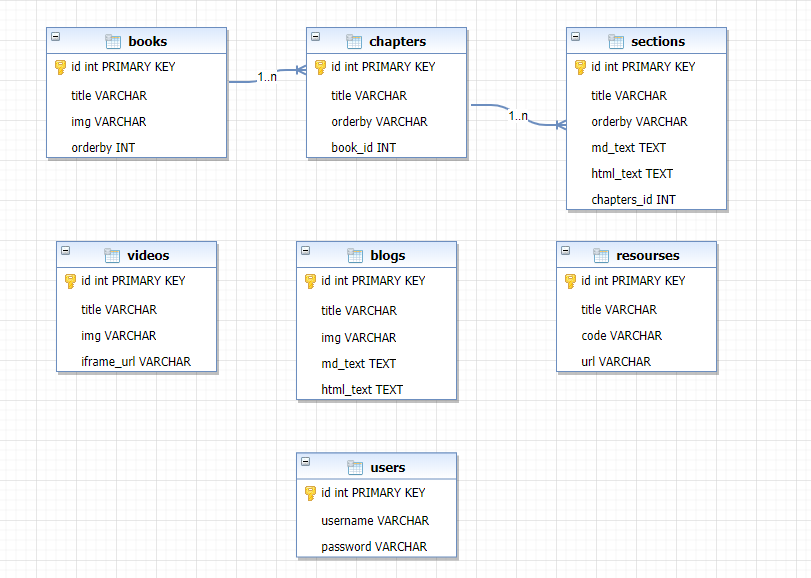 books
id int PRIMARY KEY
title VARCHAR
img VARCHAR
orderby INT
1..n
chapters
id int PRIMARY KEY
title VARCHAR
orderby VARCHAR
book_id INT
1..n
sections
id int PRIMARY KEY
title VARCHAR
orderby VARCHAR
md_text TEXT
html_text TEXT
chapters_id INT
videos
id int PRIMARY KEY
title VARCHAR
img VARCHAR
iframe_url VARCHAR
blogs
id int PRIMARY KEY
title VARCHAR
img VARCHAR
md_text TEXT
html_text TEXT
resourses
id int PRIMARY KEY
title VARCHAR
code VARCHAR
url VARCHAR
users
id int PRIMARY KEY
username VARCHAR
password VARCHAR